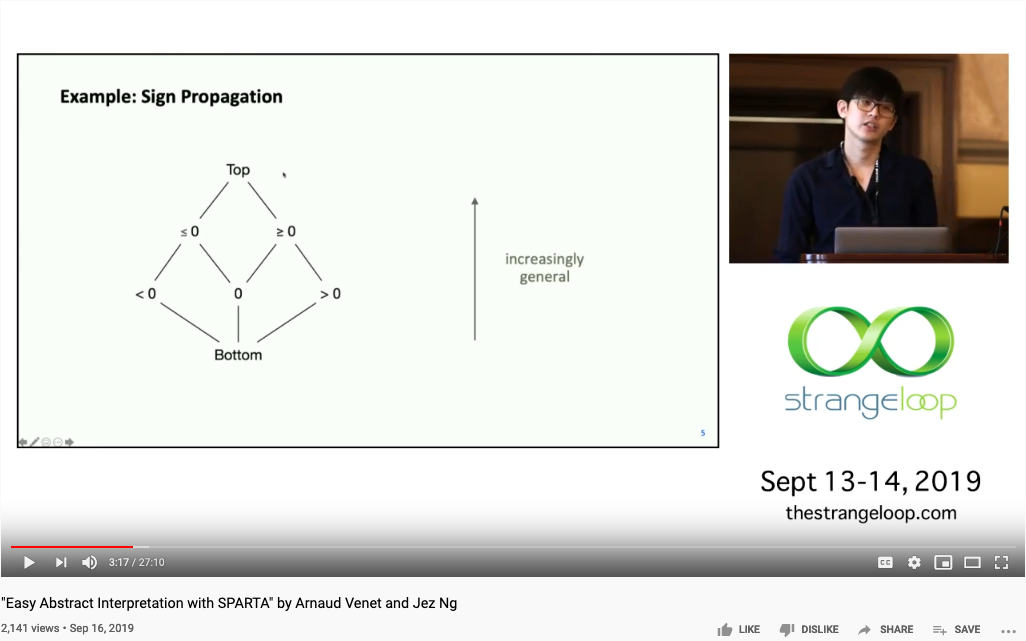 Example: Sign Propagation
Top
≤ 0 ≥ 0
increasingly
general
< 0 0 > 0
Bottom
5
strangeloop
Sept 13-14, 2019
thestrangeloop.com
3:17 / 27:10
CC
"Easy Abstract Interpretation with SPARTA" by Arnaud Venet and Jez Ng
2,141 views • Sep 16, 2019
LIKE DISLIKE SHARE SAVE ...